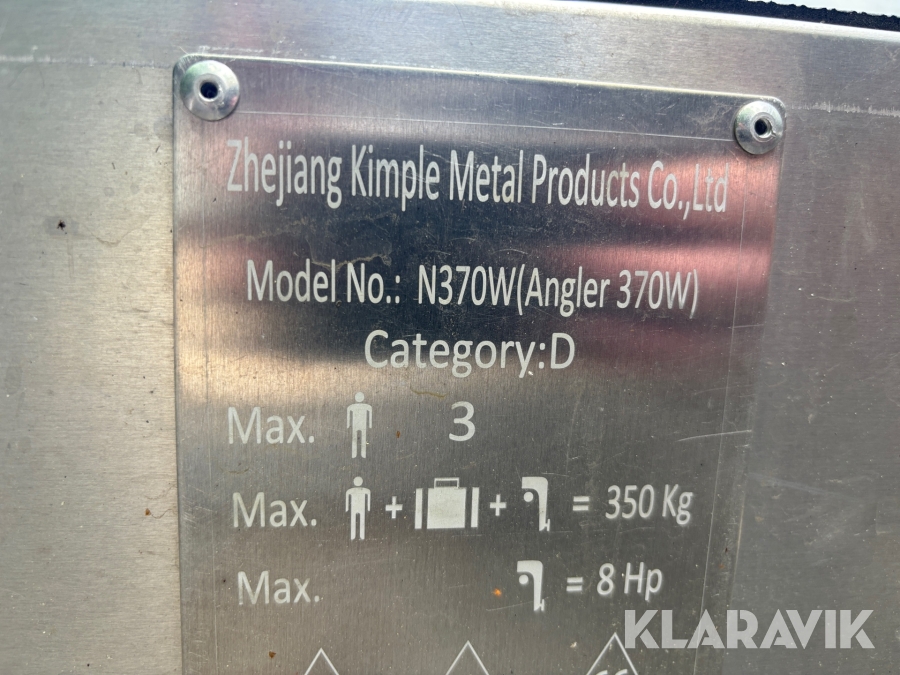 Zhejiang Kimple Metal Products Co.,Ltd
Model No.: N370W(Angler 370W)
Category:D
Max. 3
Max. + + = 350 Kg
Max. = 8 Hp
KLARAVIK